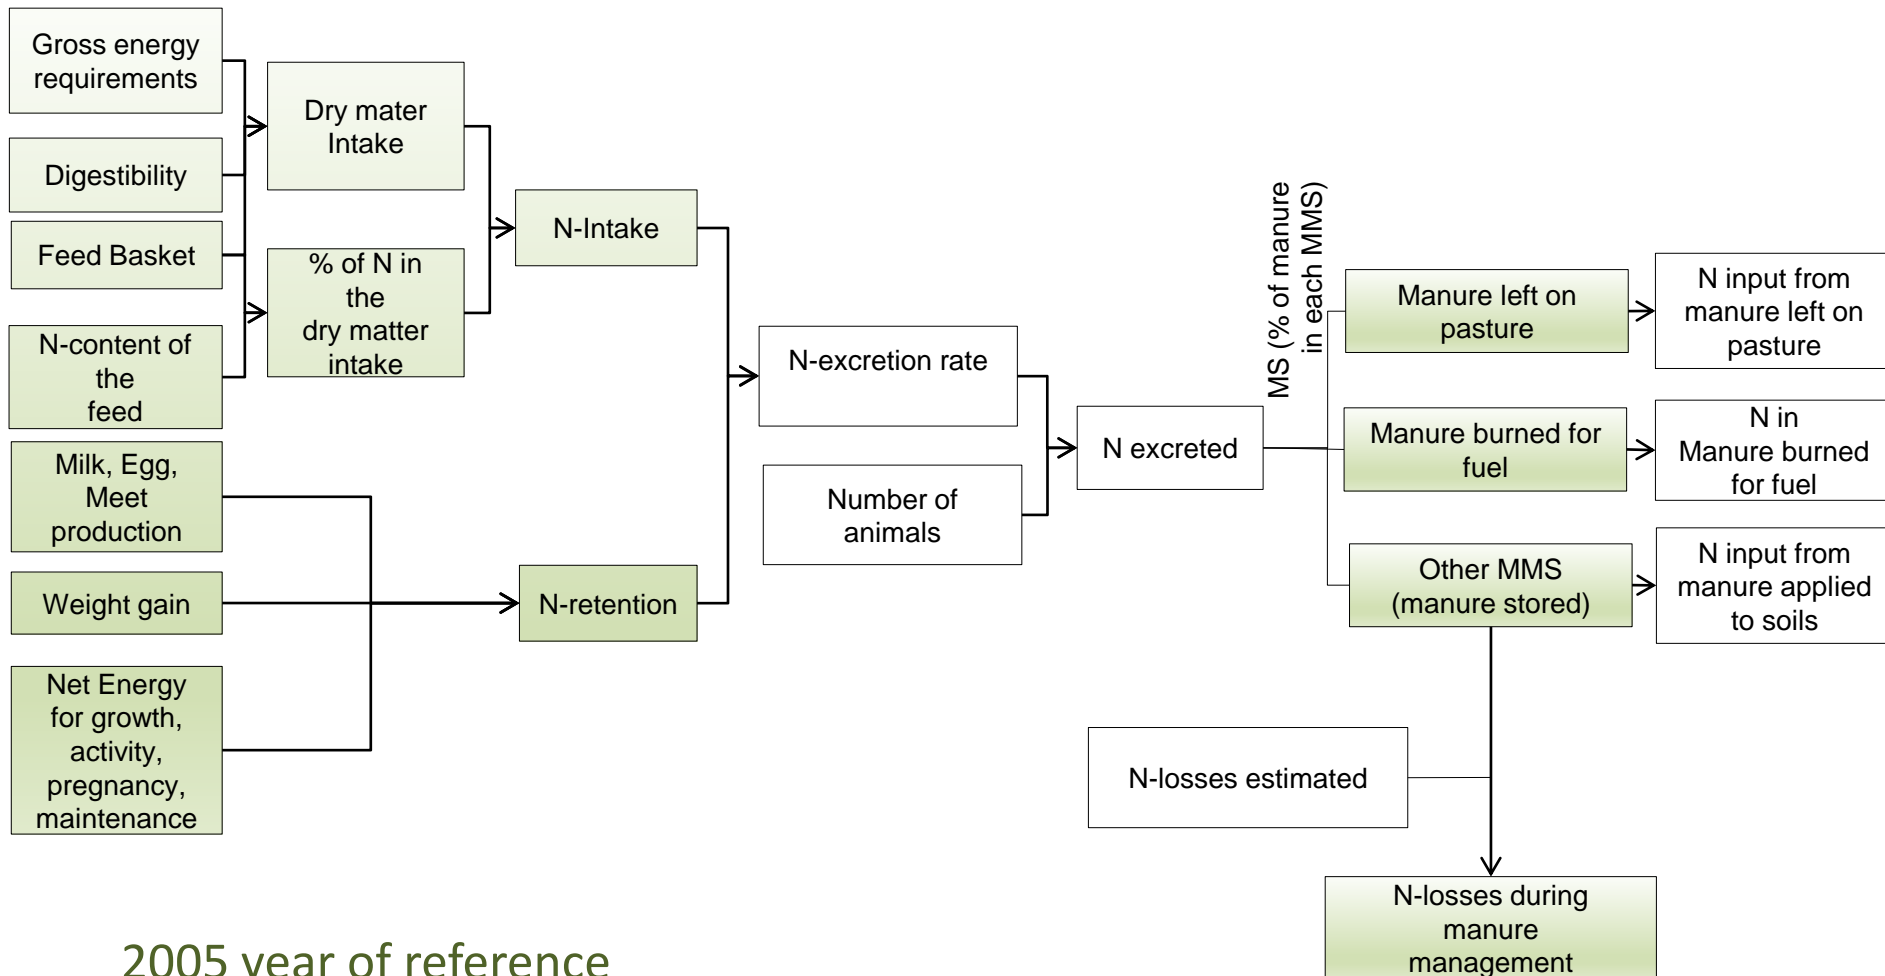 Gross energy
requirements
Digestibility
Feed Basket
N-content of
the
feed
Milk, Egg,
Meet
production
Weight gain
Net Energy
for growth,
activity,
pregnancy,
maintenance
Dry mater
Intake
% of N in
the
dry matter
intake
N-Intake
N-retention
N-excretion rate
Number of
animals
N excreted
MS (% of manure
in each MMS)
Manure left on
pasture
Manure burned for
fuel
Other MMS
(manure stored)
N input from
manure left on
pasture
N in
Manure burned
for fuel
N input from
manure applied
to soils
N-losses estimated
N-losses during
manure
management
2005 year of reference